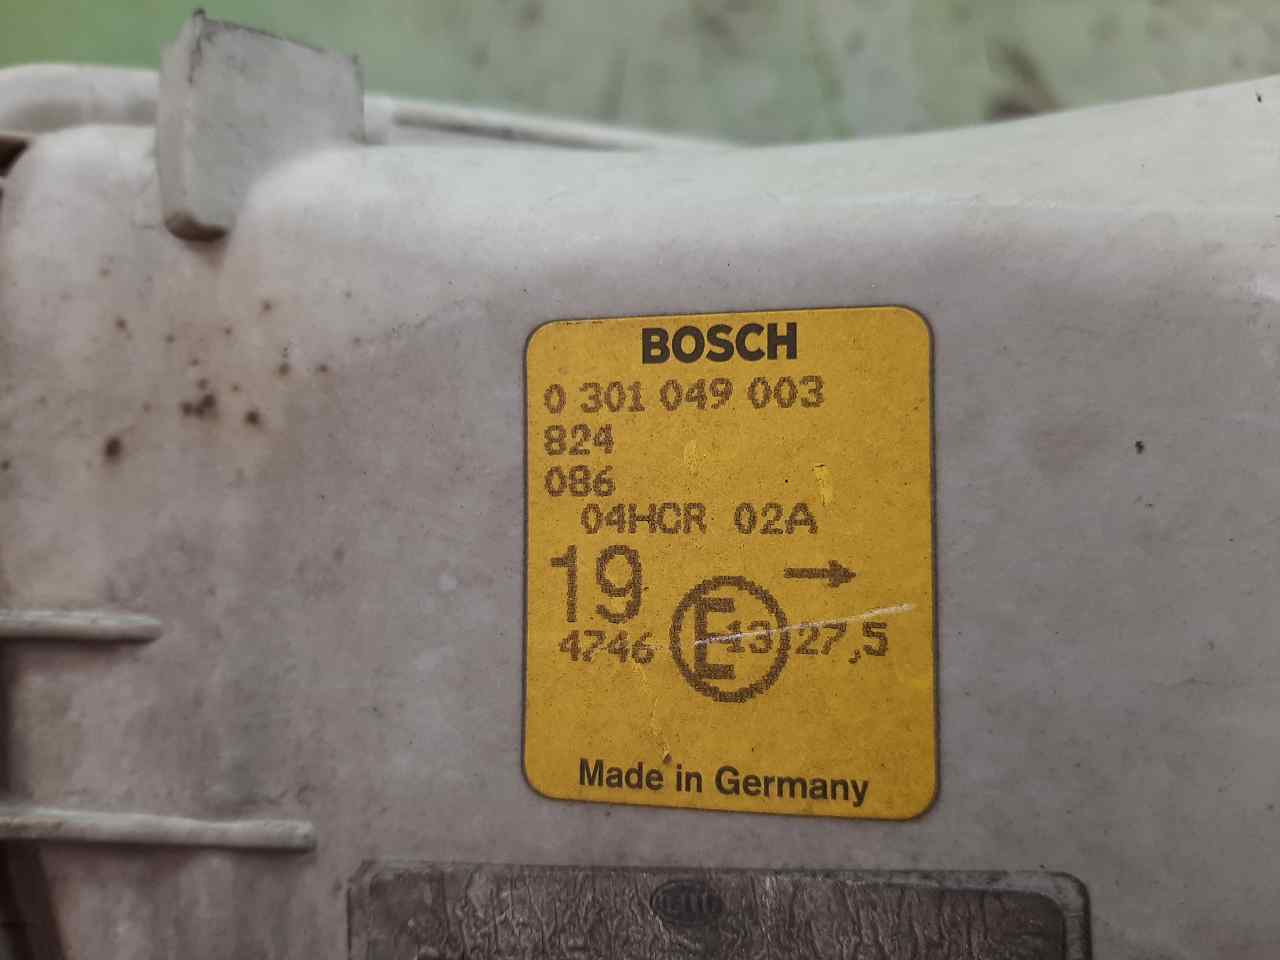 BOSCH
0 301 049 003
824
086
04HCR 02A
19 →
4746 E 13 27,5
Made in Germany